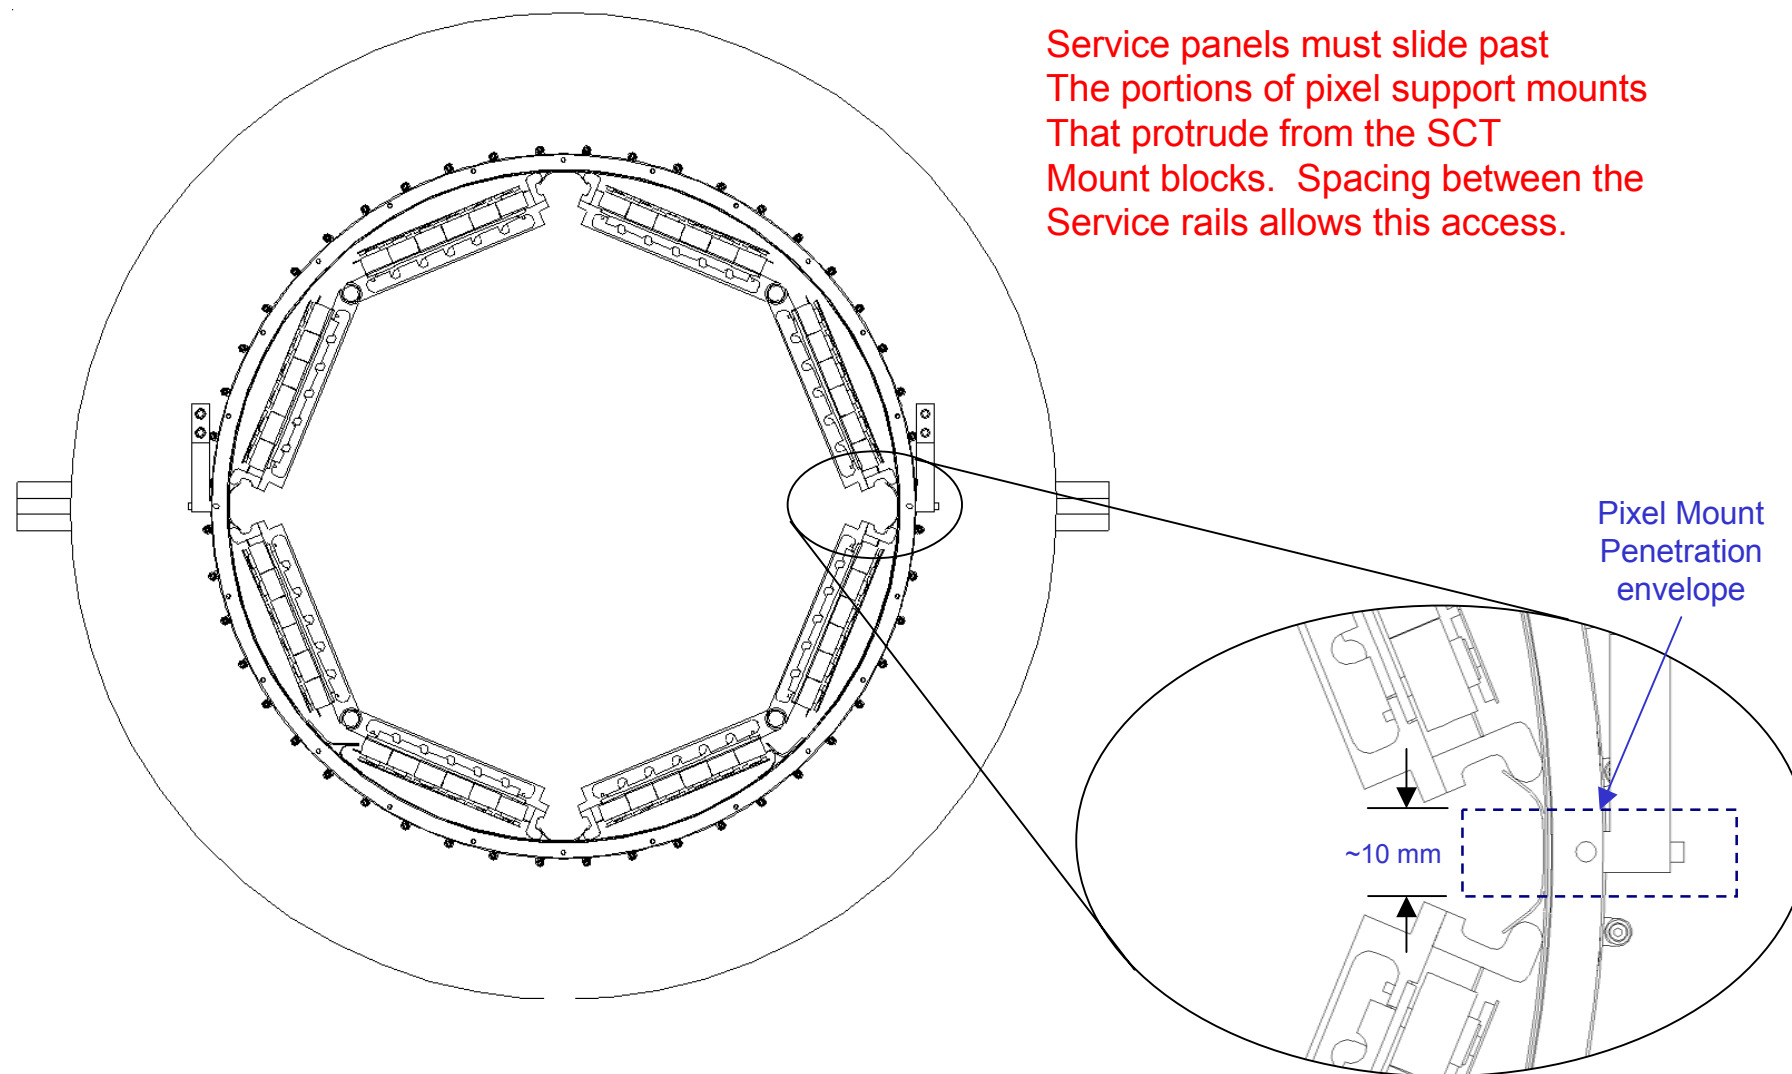 Service panels must slide past
The portions of pixel support mounts
That protrude from the SCT
Mount blocks.  Spacing between the
Service rails allows this access.
Pixel Mount
Penetration
envelope
~10 mm